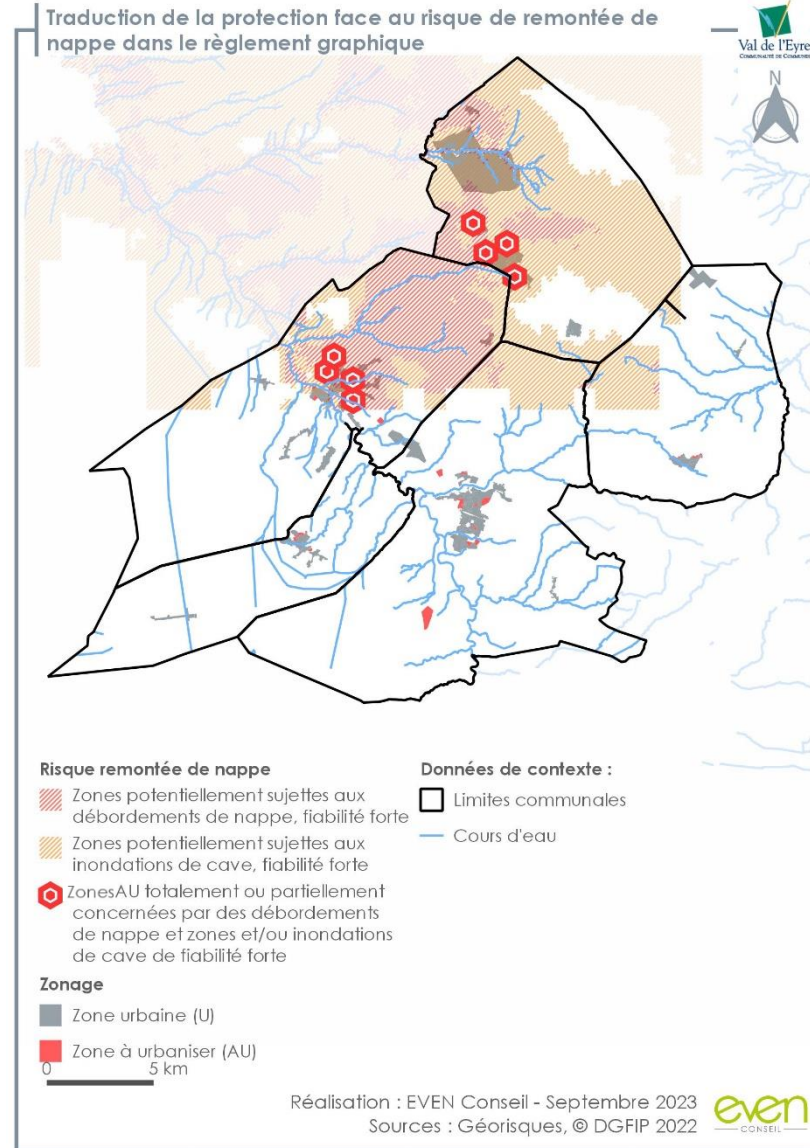 Traduction de la protection face au risque de remontée de
nappe dans le règlement graphique
Val de l'Eyre
COMMUNAUTÉ DE COMMUNES
N
Risque remontée de nappe
Zones potentiellement sujettes aux
débordements de nappe, fiabilité forte
Zones potentiellement sujettes aux
inondations de cave, fiabilité forte
ZonesAU totalement ou partiellement
concernées par des débordements
de nappe et zones et/ou inondations
de cave de fiabilité forte
Zonage
Zone urbaine (U)
Zone à urbaniser (AU)
0 5 km
Données de contexte :
Limites communales
Cours d'eau
Réalisation : EVEN Conseil - Septembre 2023
Sources : Géorisques, © DGFIP 2022
even
CONSEIL